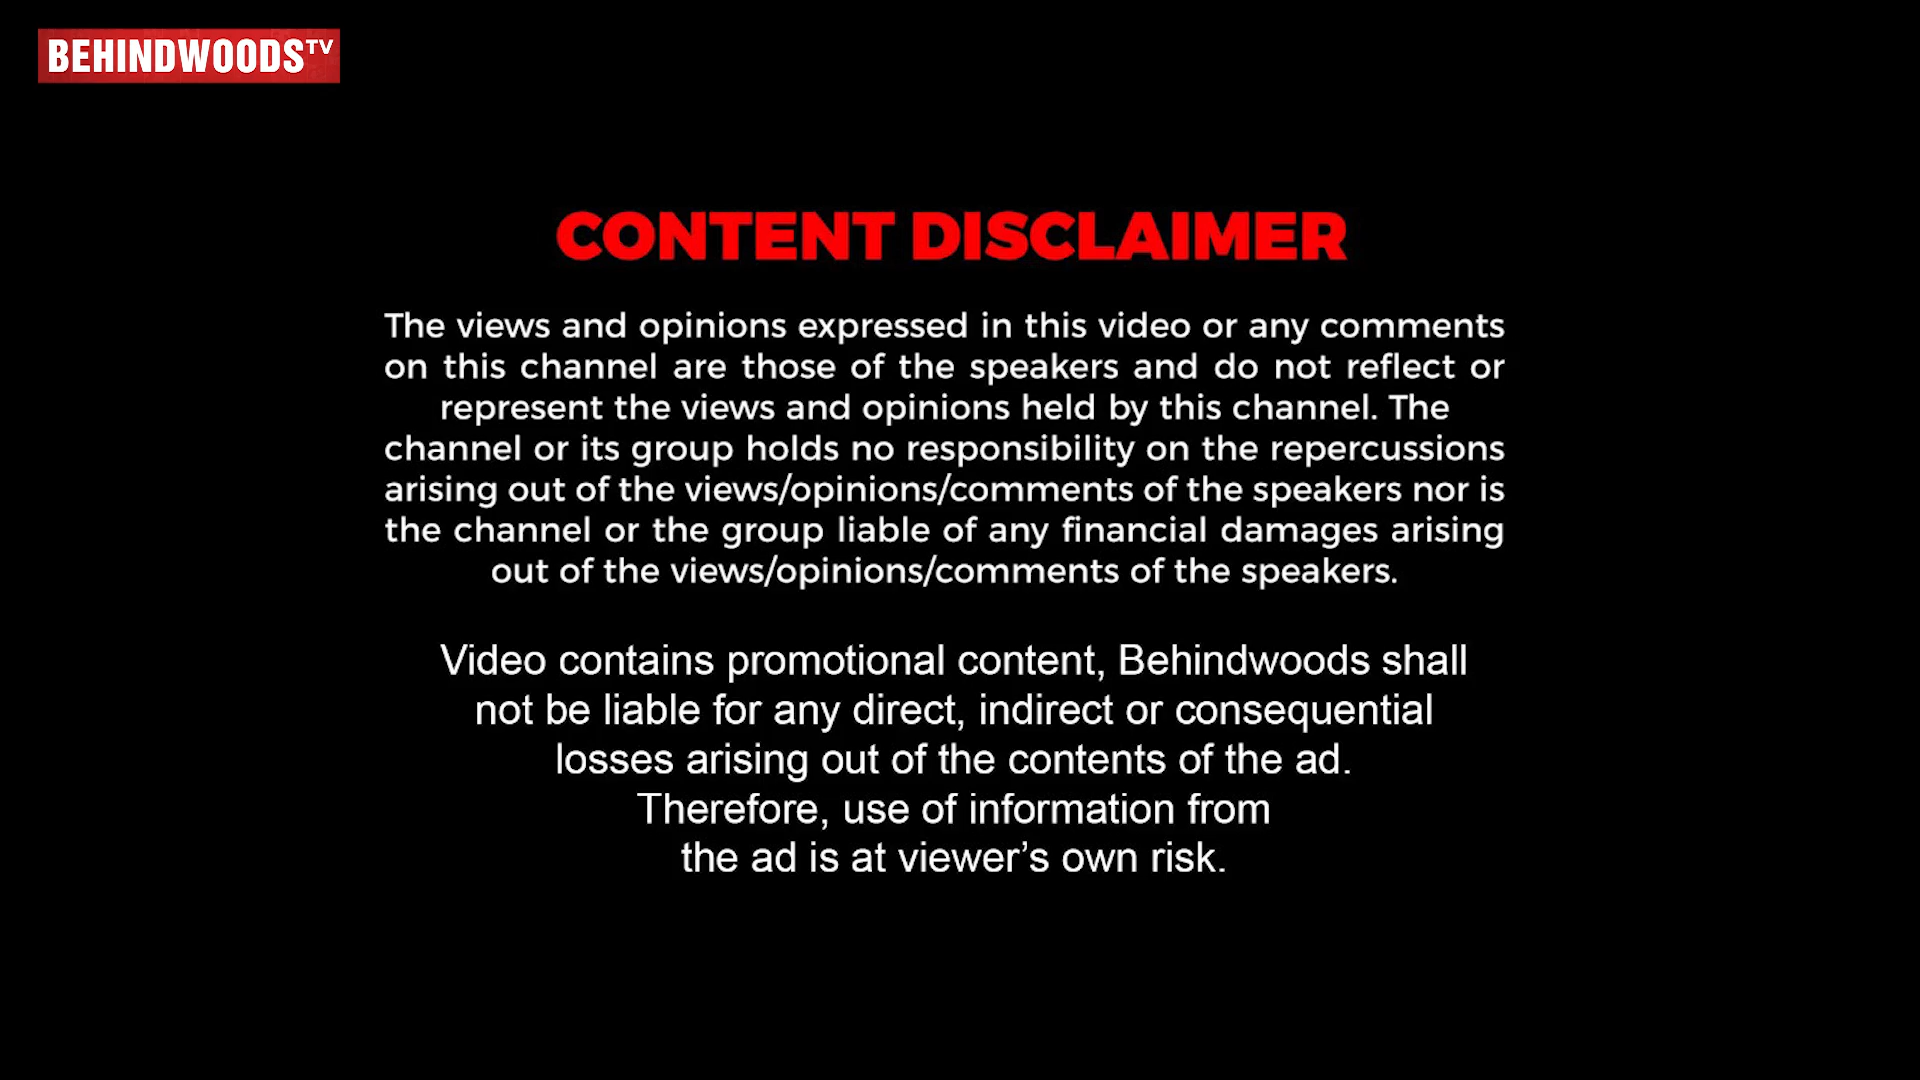 BEHINDWOODS TV
CONTENT DISCLAIMER
The views and opinions expressed in this video or any comments
on this channel are those of the speakers and do not reflect or
represent the views and opinions held by this channel. The
channel or its group holds no responsibility on the repercussions
arising out of the views/opinions/comments of the speakers nor is
the channel or the group liable of any financial damages arising
out of the views/opinions/comments of the speakers.
Video contains promotional content, Behindwoods shall
not be liable for any direct, indirect or consequential
losses arising out of the contents of the ad.
Therefore, use of information from
the ad is at viewer’s own risk.